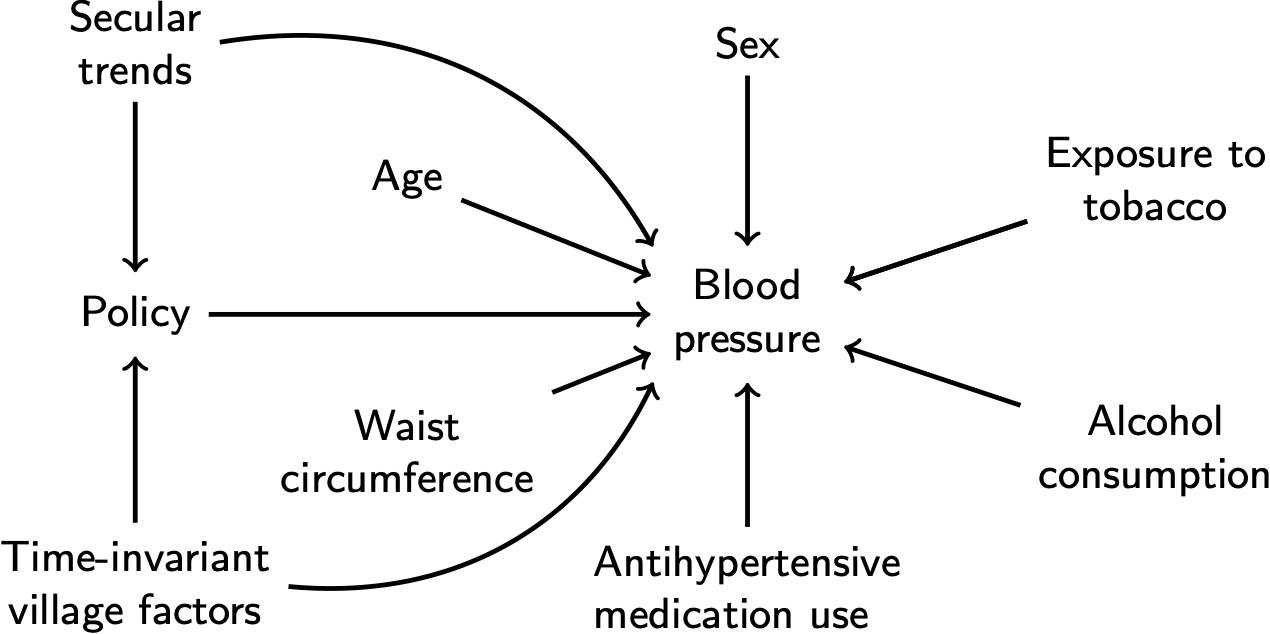 Secular
trends
Sex
Age
Exposure to
tobacco
Policy
Blood
pressure
Waist
circumference
Alcohol
consumption
Time-invariant
village factors
Antihypertensive
medication use